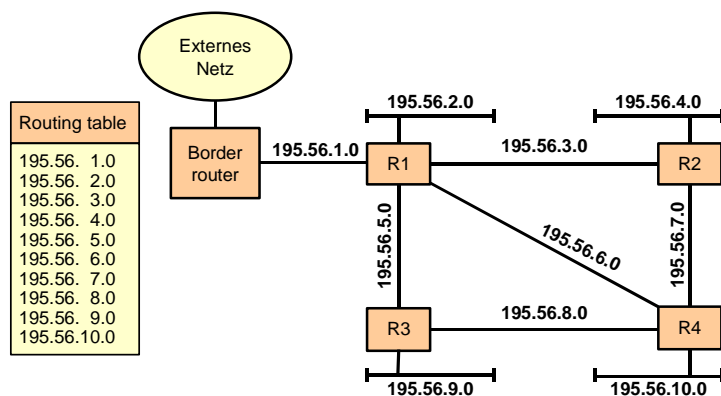 Externes
Netz
Routing table
195.56. 1.0
195.56. 2.0
195.56. 3.0
195.56. 4.0
195.56. 5.0
195.56. 6.0
195.56. 7.0
195.56. 8.0
195.56. 9.0
195.56.10.0
Border
router
195.56.1.0
195.56.2.0
R1
195.56.3.0
195.56.4.0
R2
195.56.5.0
195.56.6.0
195.56.7.0
R3
195.56.8.0
R4
195.56.9.0
195.56.10.0